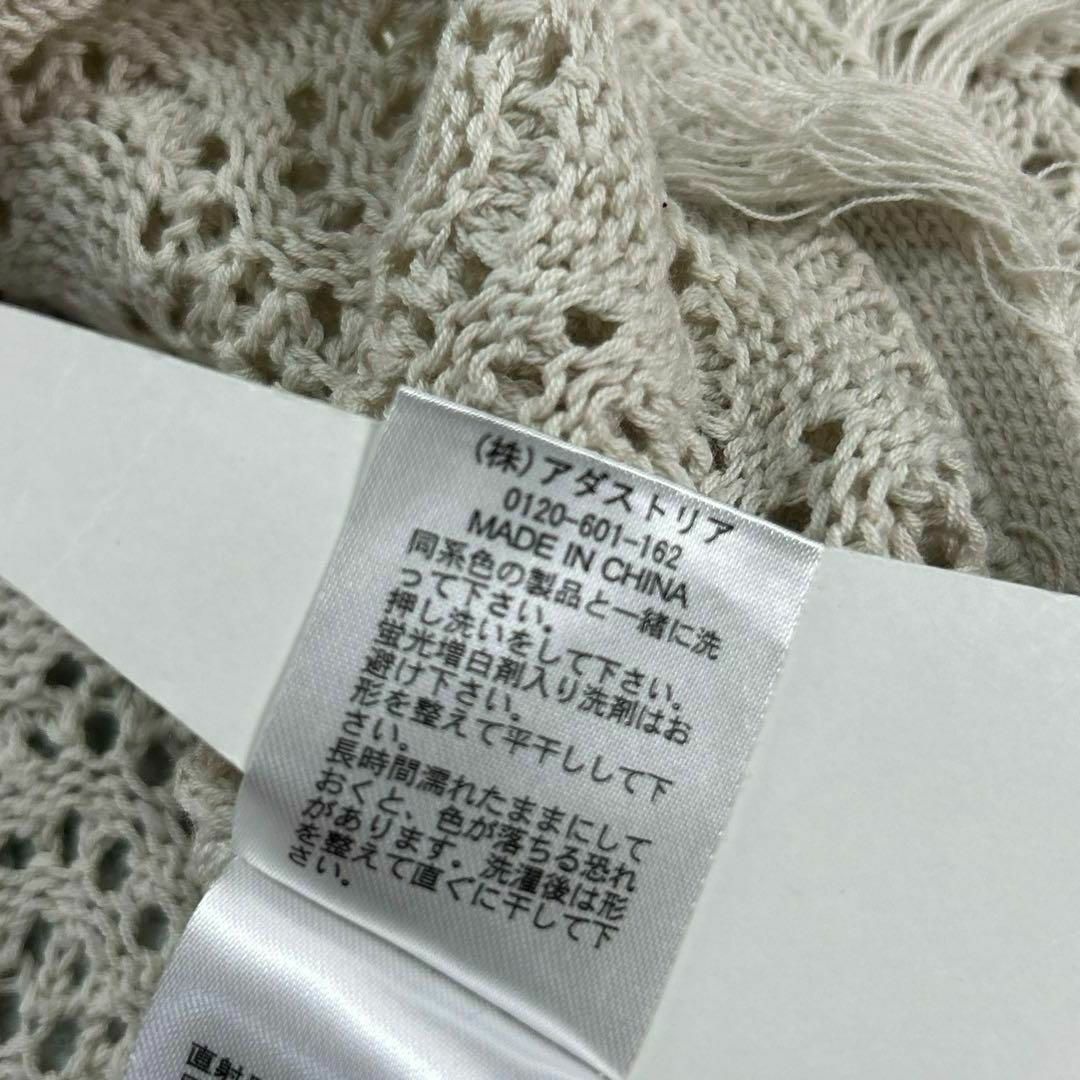 (株)アダストリア
0120-601-162
MADE IN CHINA
同系色の製品と一緒に洗
って下さい．
押し洗いをして下さい．
蛍光増白剤入り洗剤はお
避け下さい．
形を整えて平干しして下
さい．
長時間濡れたままにして
おくと、色が落ちる恐れ
があります．洗濯後は形
を整えて直ぐに干して下
さい．
直射